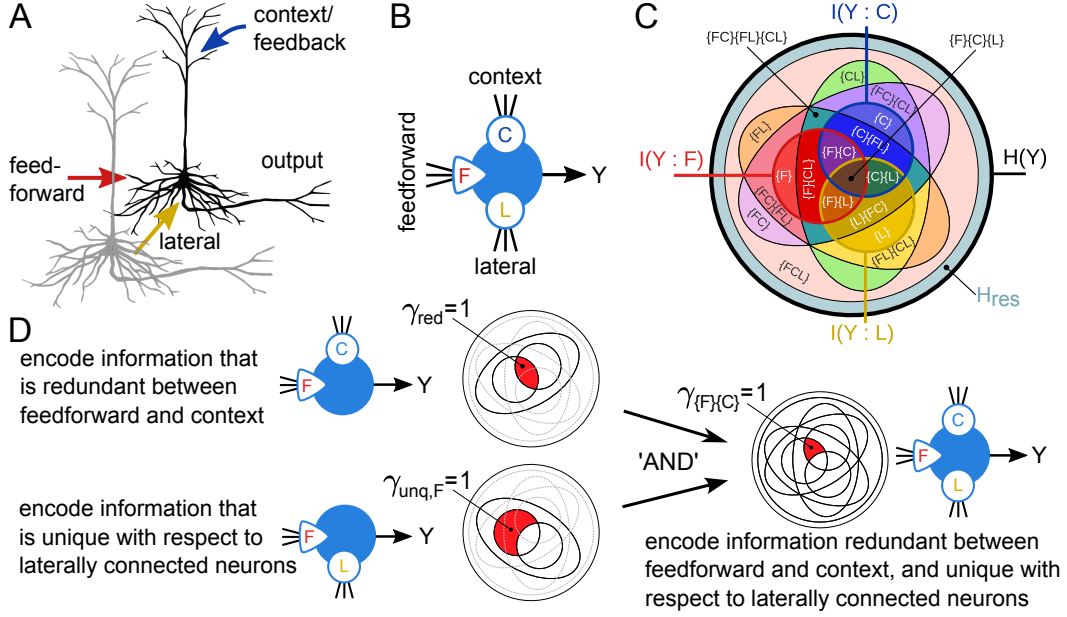 A
context/
feedback
feed-
forward
output
lateral
B
context
feedforward
C
F
L
Y
lateral
C
I(Y : C)
{FC}{FL}{CL}
{F}{C}{L}
{CL}
{FC}{CL}
{C}
{C}{FL}
{FL}
I(Y : F)
{F}
{F}{CL}
{F}{C}
{C}{L}
{F}{L}
H(Y)
{L}{FC}
{L}
{FC}{FL}
{FC}
{FL}{CL}
{FCL}
Hres
I(Y : L)
D
encode information that
is redundant between
feedforward and context
C
F
Y
γred=1
encode information that
is unique with respect to
laterally connected neurons
F
L
Y
γunq,F=1
'AND'
γ{F}{C}=1
C
F
L
Y
encode information redundant between
feedforward and context, and unique with
respect to laterally connected neurons